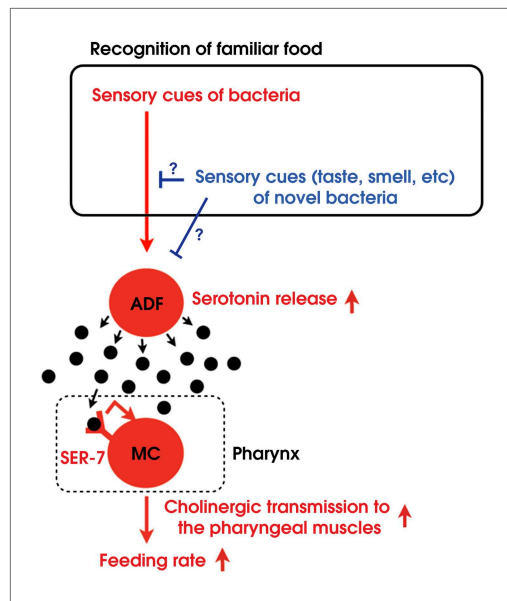 Recognition of familiar food
Sensory cues of bacteria
?
Sensory cues (taste, smell, etc)
of novel bacteria
?
ADF
Serotonin release
SER-7
MC
Pharynx
Cholinergic transmission to
the pharyngeal muscles
Feeding rate